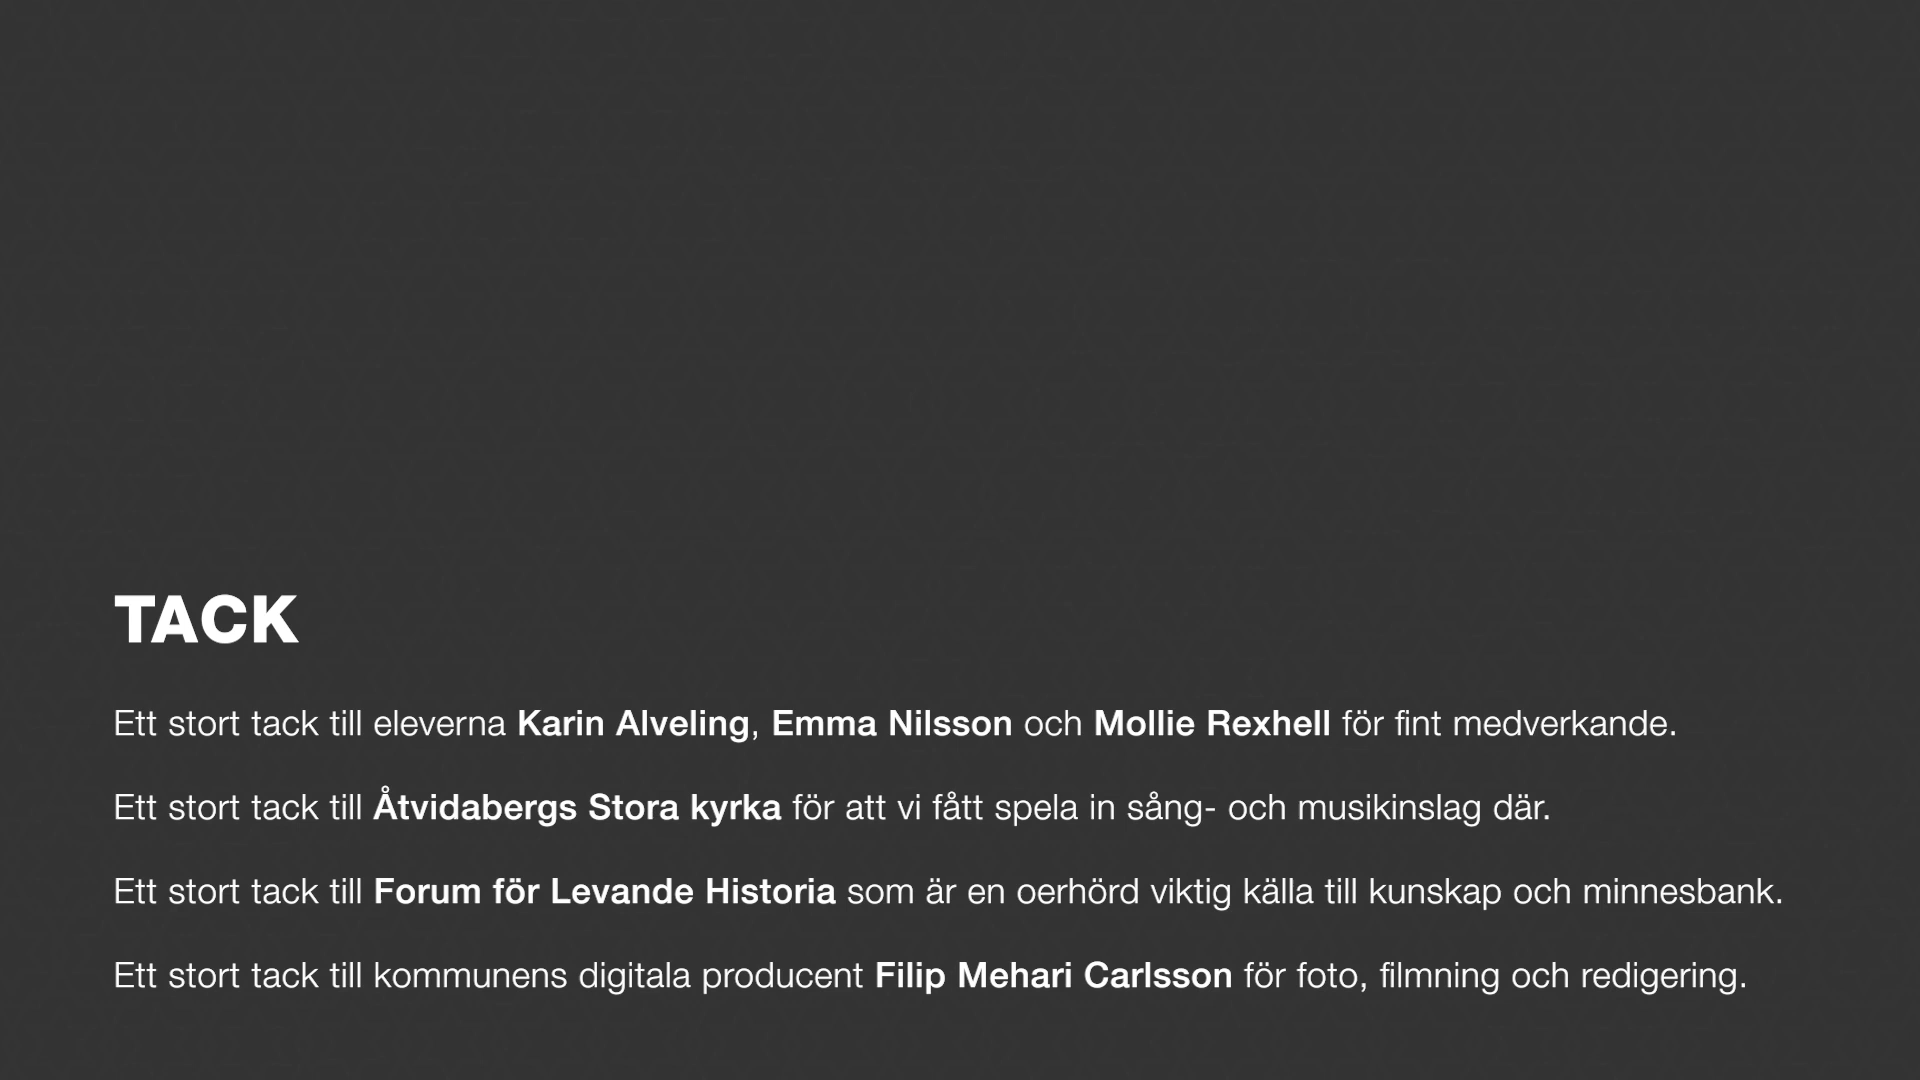 TACK
Ett stort tack till eleverna Karin Alveling, Emma Nilsson och Mollie Rexhell för fint medverkande.
Ett stort tack till Åtvidabergs Stora kyrka för att vi fått spela in sång- och musikinslag där.
Ett stort tack till Forum för Levande Historia som är en oerhörd viktig källa till kunskap och minnesbank.
Ett stort tack till kommunens digitala producent Filip Mehari Carlsson för foto, filmning och redigering.